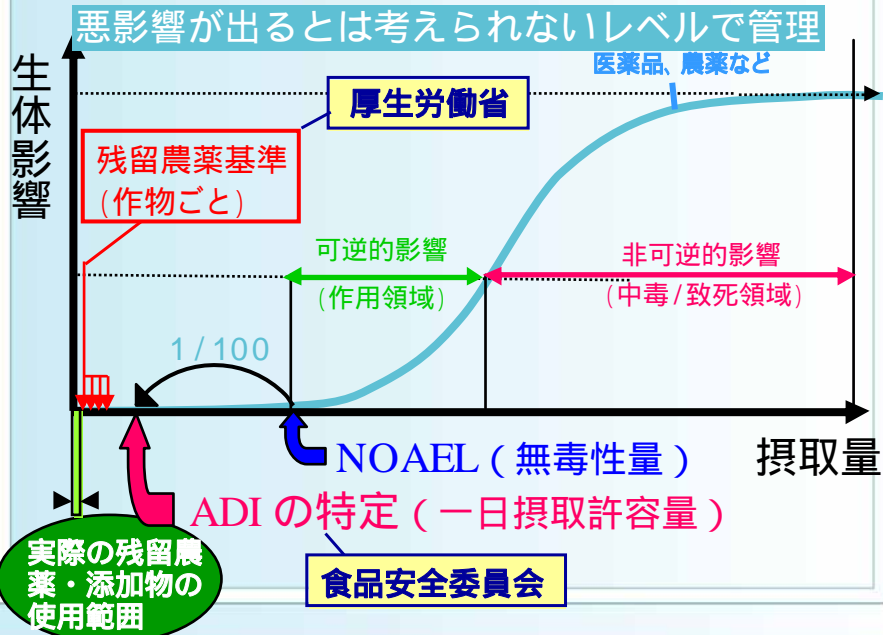 悪影響が出るとは考えられないレベルで管理
医薬品、農薬など
生体影響
厚生労働省
残留農薬基準
(作物ごと)
可逆的影響
(作用領域)
非可逆的影響
(中毒/致死領域)
1/100
NOAEL(無毒性量)
摂取量
ADIの特定(一日摂取許容量)
実際の残留農
薬・添加物の
使用範囲
食品安全委員会